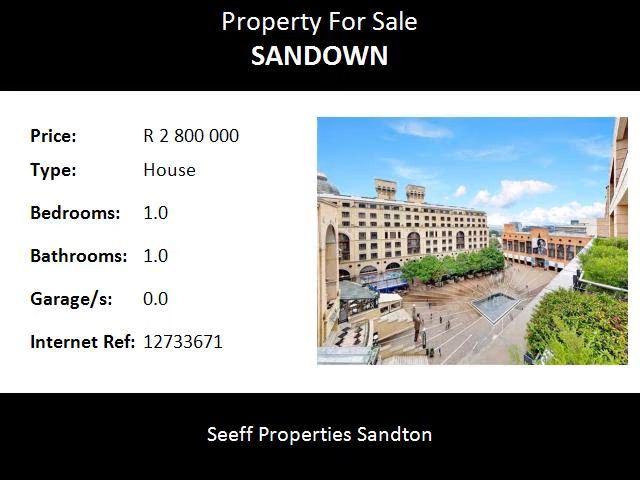 Property For Sale
SANDOWN
Price: R 2 800 000
Type: House
Bedrooms: 1.0
Bathrooms: 1.0
Garage/s: 0.0
Internet Ref: 12733671
Seeff Properties Sandton